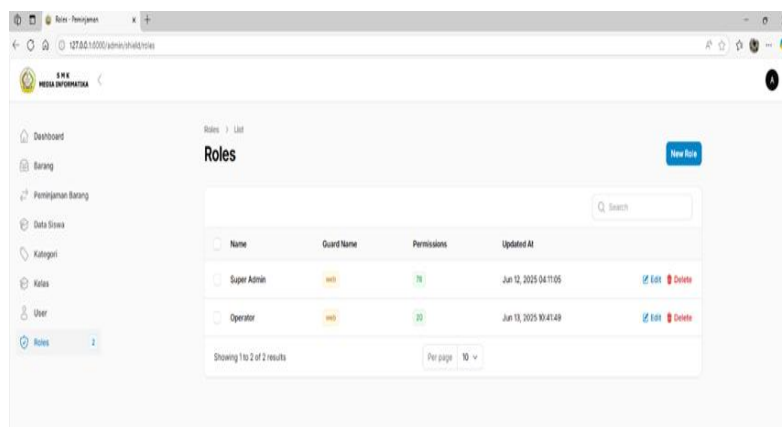 Roles - Peminjaman
127.0.0.1:8000/admin/shield/roles
SMK
MEDIA INFORMATIKA
A
Dashboard
Barang
Peminjaman Barang
Data Siswa
Kategori
Kelas
User
Roles 2
Roles > List
Roles
New Role
Search
Name Guard Name Permissions Updated At
Super Admin web 78 Jun 12, 2025 04:11:05 Edit Delete
Operator web 20 Jun 13, 2025 10:41:49 Edit Delete
Showing 1 to 2 of 2 results
Per page 10